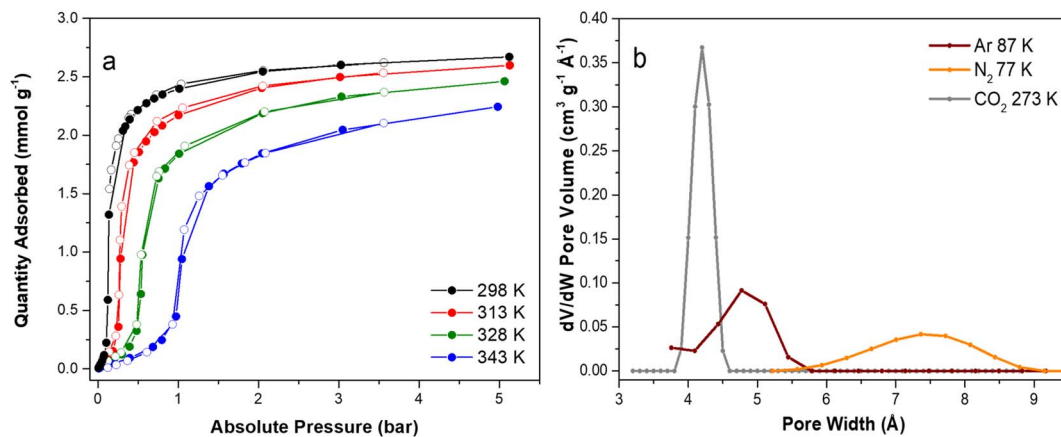 a
Quantity Adsorbed (mmol g⁻¹)
3.0
2.5
2.0
1.5
1.0
0.5
0.0
0
1
2
3
4
5
Absolute Pressure (bar)
298 K
313 K
328 K
343 K
b
dV/dW Pore Volume (cm³ g⁻¹ Å⁻¹)
0.40
0.35
0.30
0.25
0.20
0.15
0.10
0.05
0.00
3
4
5
6
7
8
9
Pore Width (Å)
Ar 87 K
N₂ 77 K
CO₂ 273 K